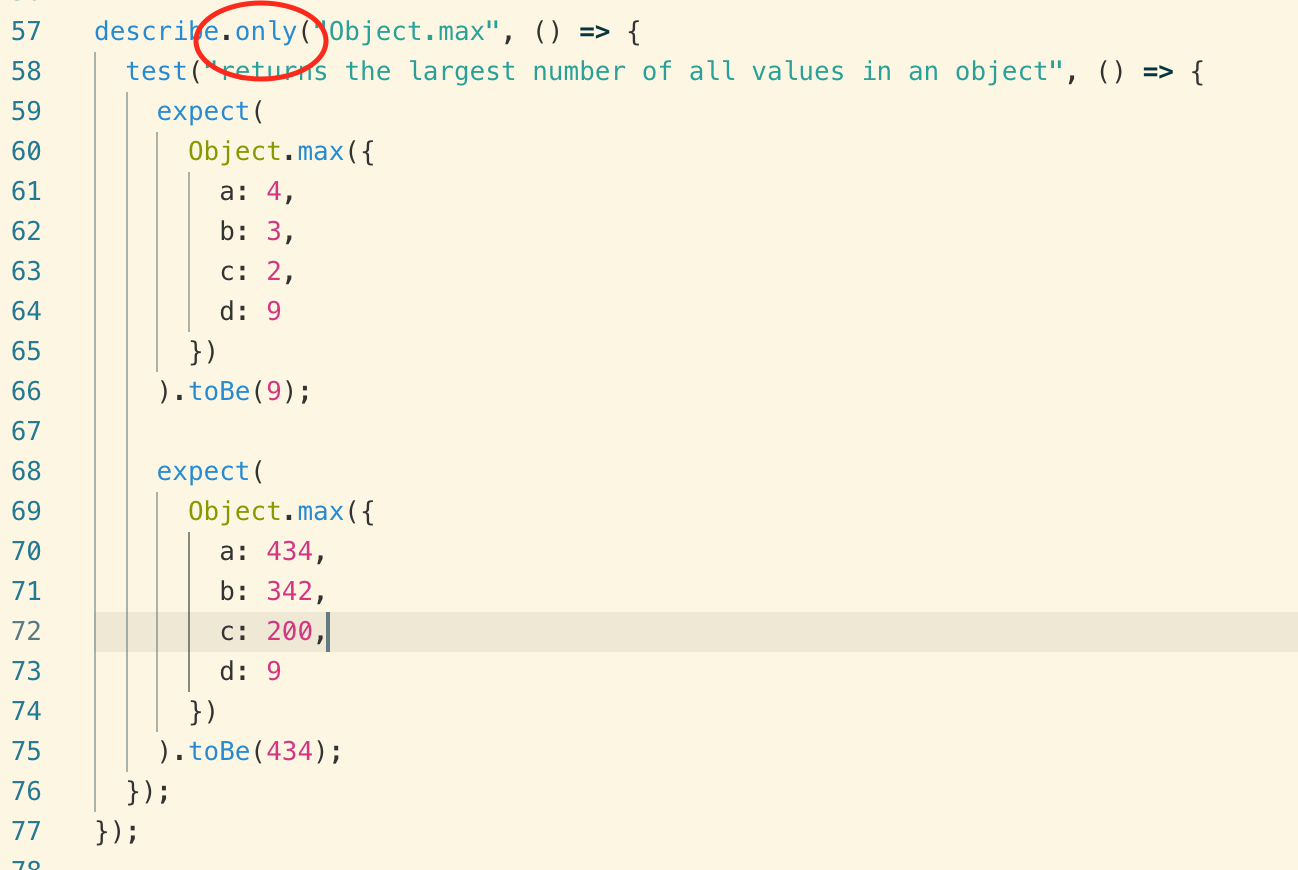 57 describe.only("Object.max", () => {
58   test("returns the largest number of all values in an object", () => {
59     expect(
60       Object.max({
61         a: 4,
62         b: 3,
63         c: 2,
64         d: 9
65       })
66     ).toBe(9);
67
68     expect(
69       Object.max({
70         a: 434,
71         b: 342,
72         c: 200,
73         d: 9
74       })
75     ).toBe(434);
76   });
77 });
78